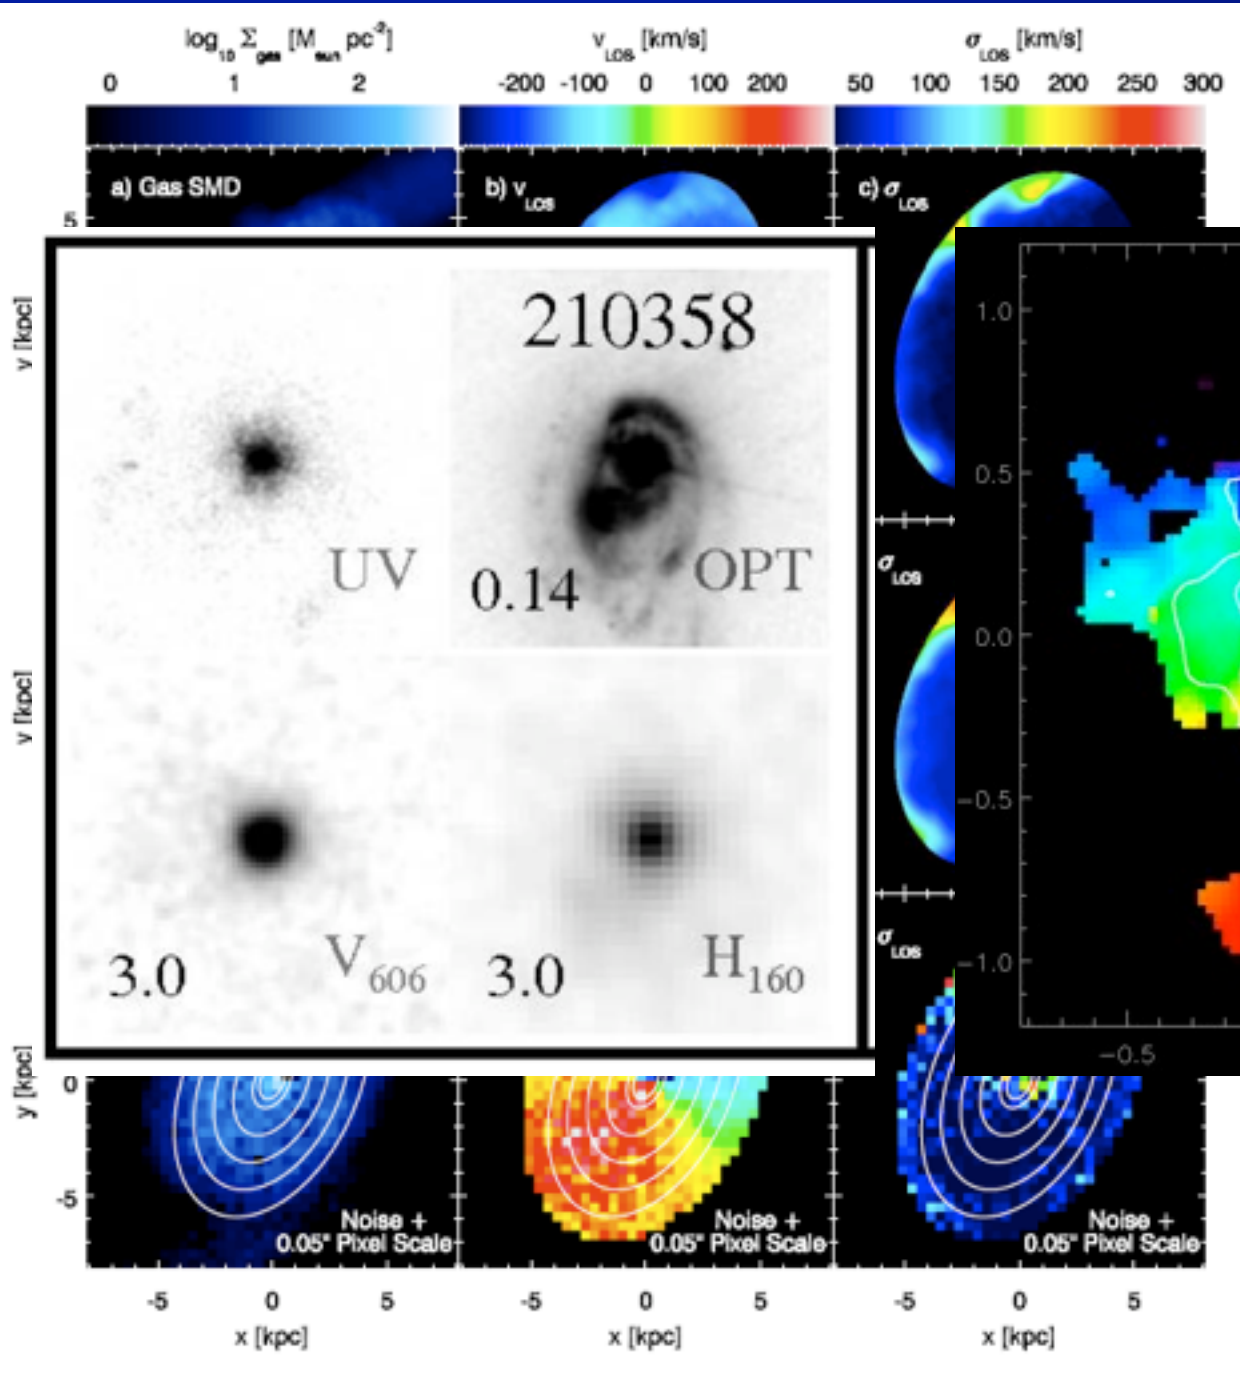 log₁₀ Σgas [Msun pc⁻²]
vLOS [km/s]
σLOS [km/s]
0 1 2
-200 -100 0 100 200
50 100 150 200 250 300
a) Gas SMD
b) vLOS
c) σLOS
5
y [kpc]
210358
UV
0.14
OPT
σLOS
1.0
0.5
0.0
−0.5
−1.0
−0.5
y [kpc]
3.0
V606
3.0
H160
σLOS
y [kpc]
0
-5
Noise +
0.05" Pixel Scale
Noise +
0.05" Pixel Scale
Noise +
0.05" Pixel Scale
-5 0 5
-5 0 5
-5 0 5
x [kpc]
x [kpc]
x [kpc]